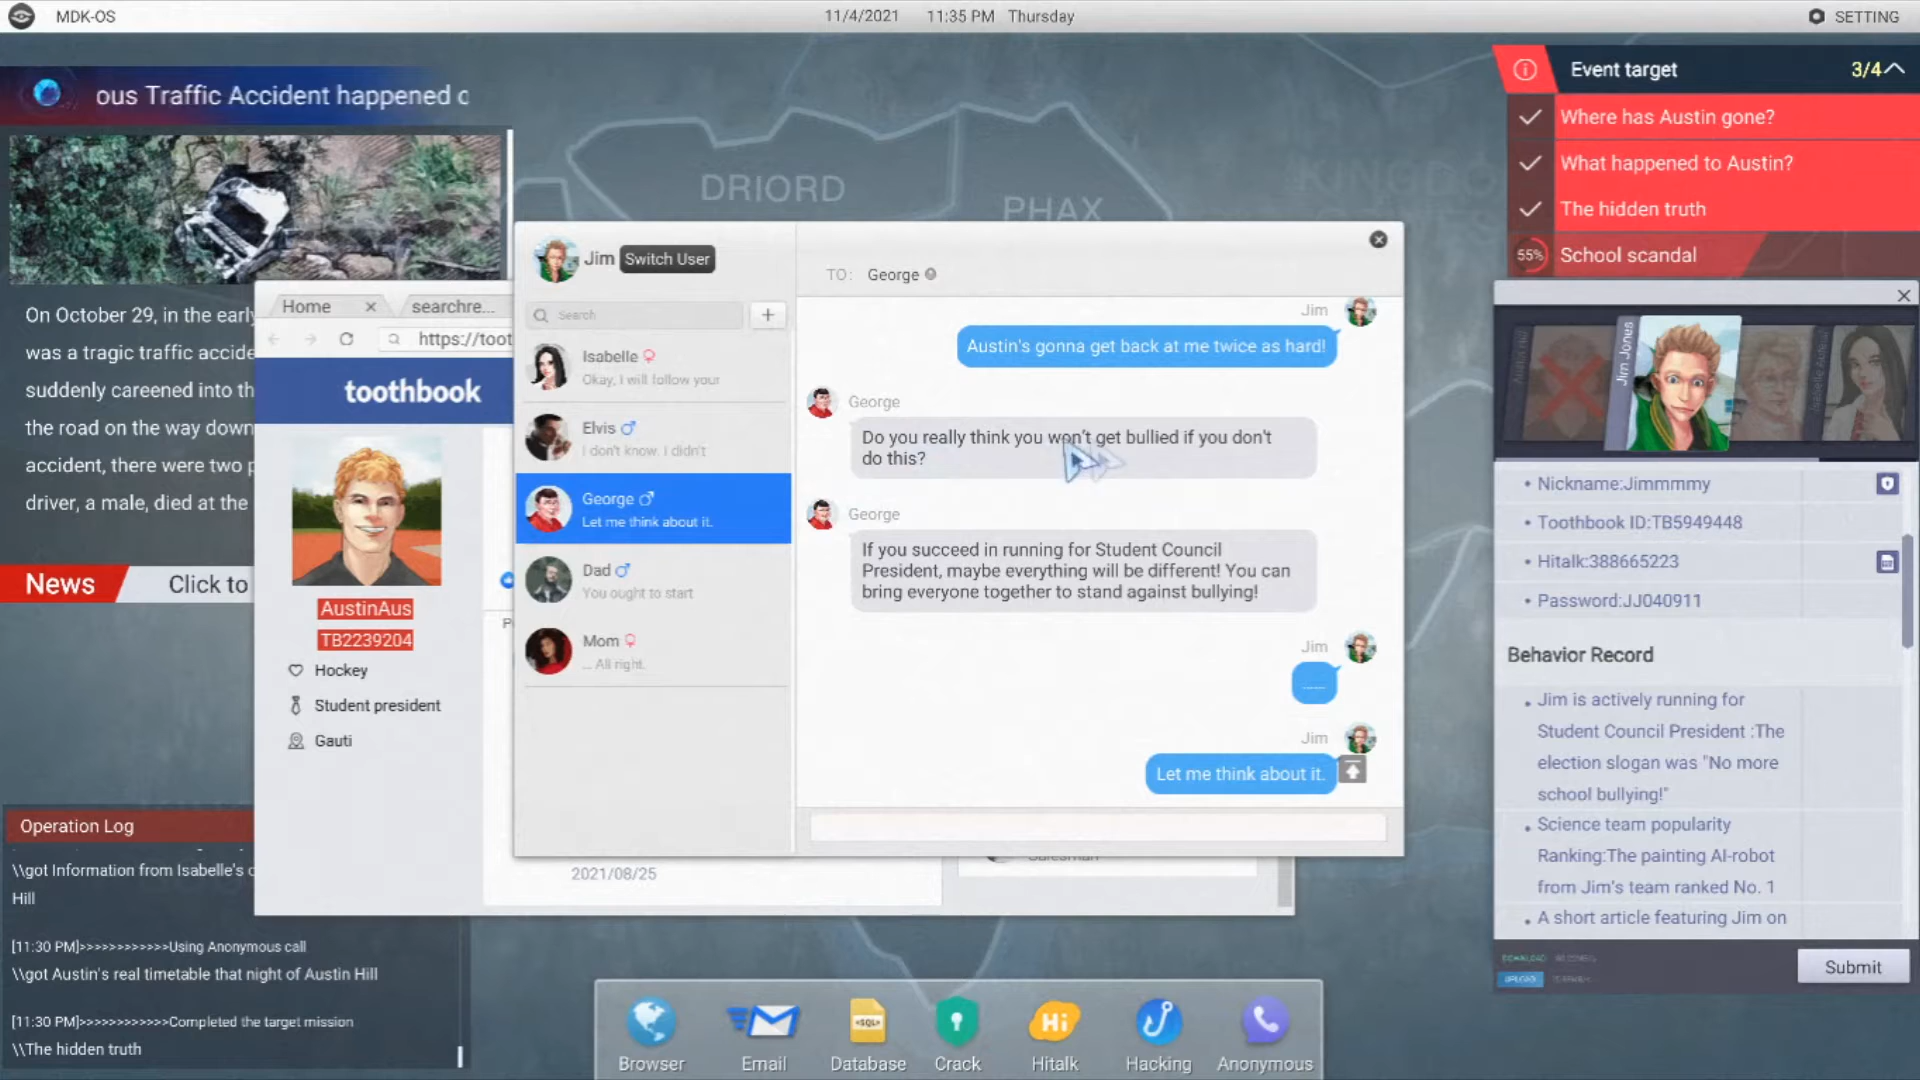 MDK-OS
11/4/2021 11:35 PM Thursday
SETTING
ous Traffic Accident happened o
On October 29, in the early
was a tragic traffic accide
suddenly careened into th
the road on the way down
accident, there were two p
driver, a male, died at the
News
Click to
DRIORD
PHAX
KINGDO
Home
searchre...
https://toot
toothbook
AustinAus
TB2239204
Hockey
Student president
Gauti
2021/08/25
Salesman
Jim
Switch User
Search
Isabelle
Okay, I will follow your
Elvis
I don't know. I didn't
George
Let me think about it.
Dad
You ought to start
Mom
... All right.
TO: George
Jim
Austin's gonna get back at me twice as hard!
George
Do you really think you won't get bullied if you don't
do this?
George
If you succeed in running for Student Council
President, maybe everything will be different! You can
bring everyone together to stand against bullying!
Jim
......
Jim
Let me think about it.
Event target
3/4
Where has Austin gone?
What happened to Austin?
The hidden truth
55%
School scandal
Jim Jones
• Nickname:Jimmmmy
• Toothbook ID:TB5949448
• Hitalk:388665223
• Password:JJ040911
Behavior Record
• Jim is actively running for
Student Council President :The
election slogan was "No more
school bullying!"
• Science team popularity
Ranking:The painting AI-robot
from Jim's team ranked No. 1
• A short article featuring Jim on
DOWNLOAD
UPLOAD
Submit
Operation Log
\\got Information from Isabelle's c
Hill
[11:30 PM]>>>>>>>>>>>>Using Anonymous call
\\got Austin's real timetable that night of Austin Hill
[11:30 PM]>>>>>>>>>>>>Completed the target mission
\\The hidden truth
<SQL>
Hi
Browser
Email
Database
Crack
Hitalk
Hacking
Anonymous